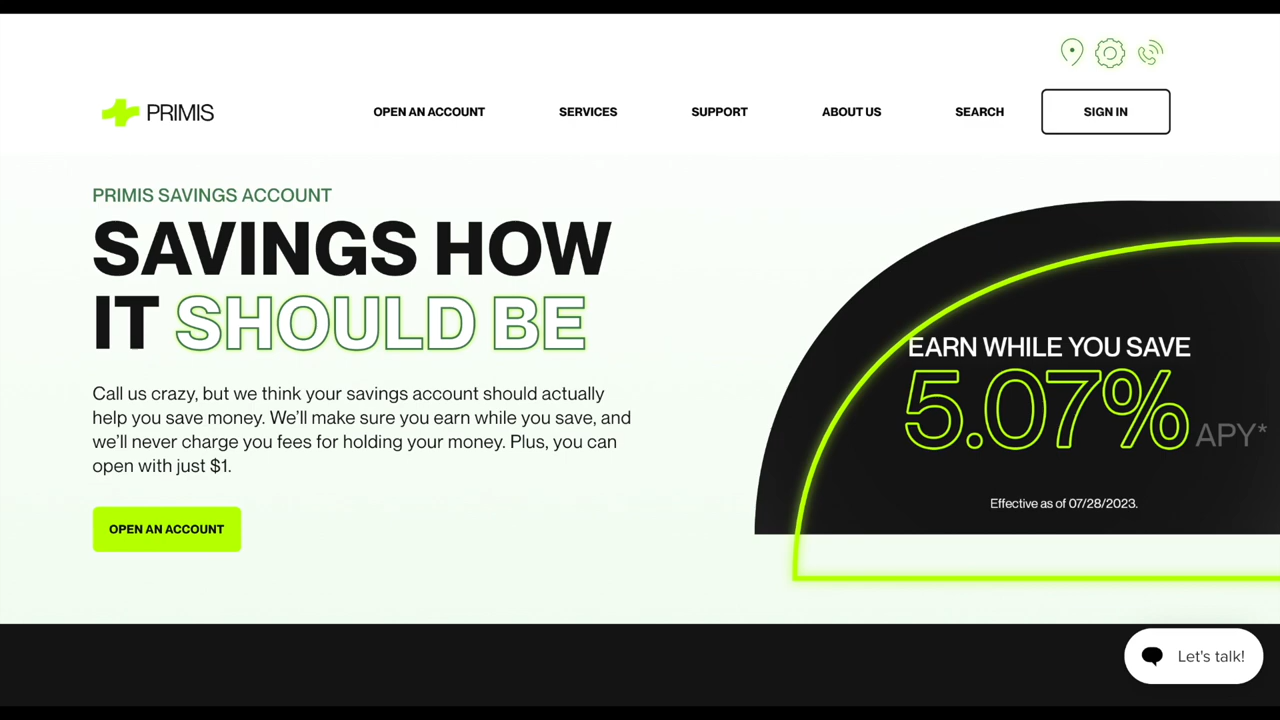 PRIMIS
OPEN AN ACCOUNT
SERVICES
SUPPORT
ABOUT US
SEARCH
SIGN IN
PRIMIS SAVINGS ACCOUNT
SAVINGS HOW
IT SHOULD BE
Call us crazy, but we think your savings account should actually
help you save money. We’ll make sure you earn while you save, and
we’ll never charge you fees for holding your money. Plus, you can
open with just $1.
OPEN AN ACCOUNT
EARN WHILE YOU SAVE
5.07% APY*
Effective as of 07/28/2023.
Let's talk!